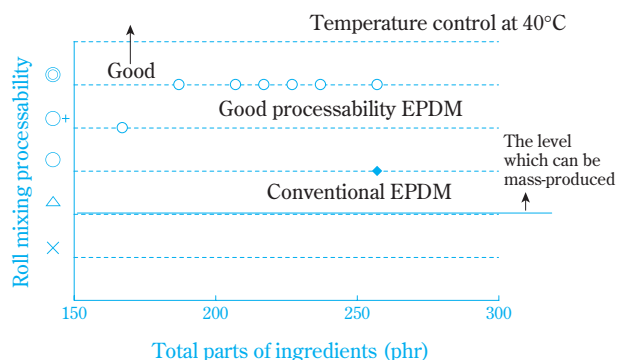 Temperature control at 40°C
Good
Good processability EPDM
The level
which can be
mass-produced
Conventional EPDM
Roll mixing processability
◎
○+
○
△
×
150
200
250
300
Total parts of ingredients (phr)